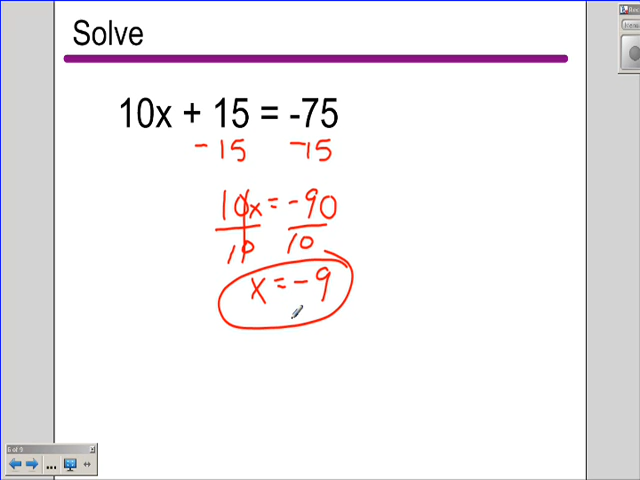 Solve
10x + 15 = -75
-15 -15
10x = -90
10 10
x = -9